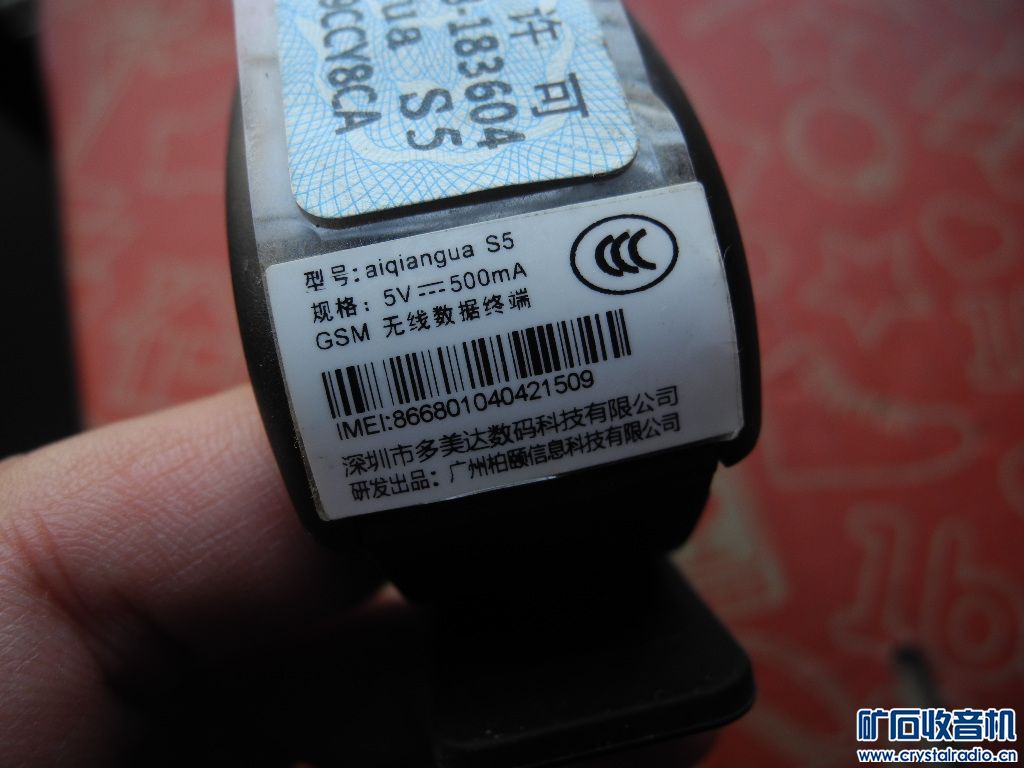 许可
-183604
ua S5
9CCY8CA
型号: aiqiangua S5
规格: 5V⎓500mA
GSM 无线数据终端
IMEI:866801040421509
深圳市多美达数码科技有限公司
研发出品: 广州柏颐信息科技有限公司
矿石收音机
www.crystalradio.cn